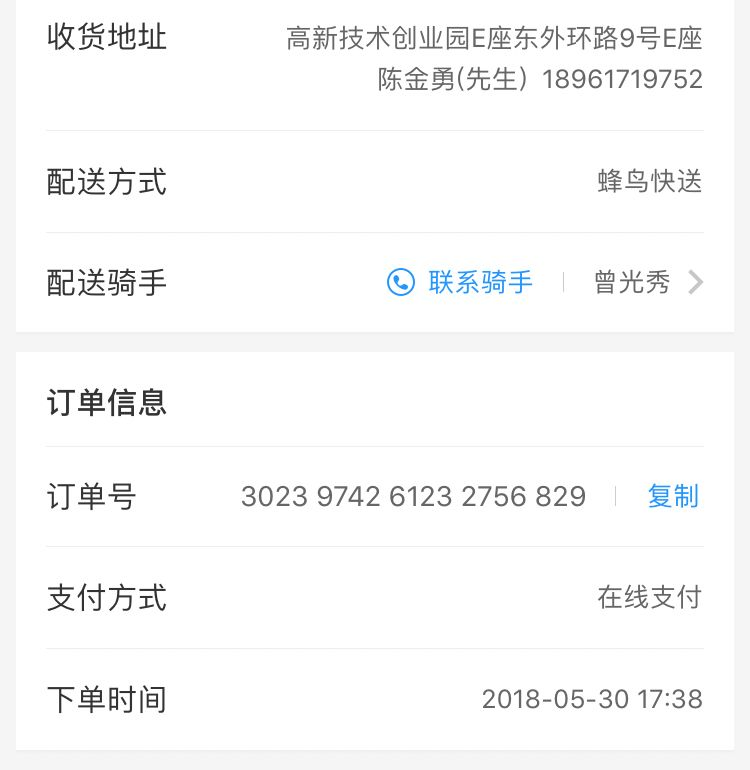 收货地址 高新技术创业园E座东外环路9号E座
陈金勇(先生) 18961719752
配送方式 蜂鸟快送
配送骑手 联系骑手 曾光秀
订单信息
订单号 3023 9742 6123 2756 829 复制
支付方式 在线支付
下单时间 2018-05-30 17:38